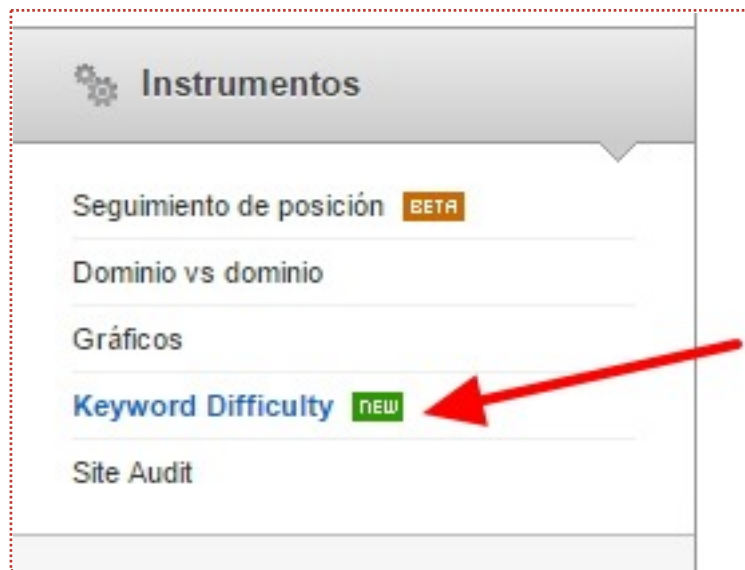 Instrumentos
Seguimiento de posición BETA
Dominio vs dominio
Gráficos
Keyword Difficulty NEW
Site Audit